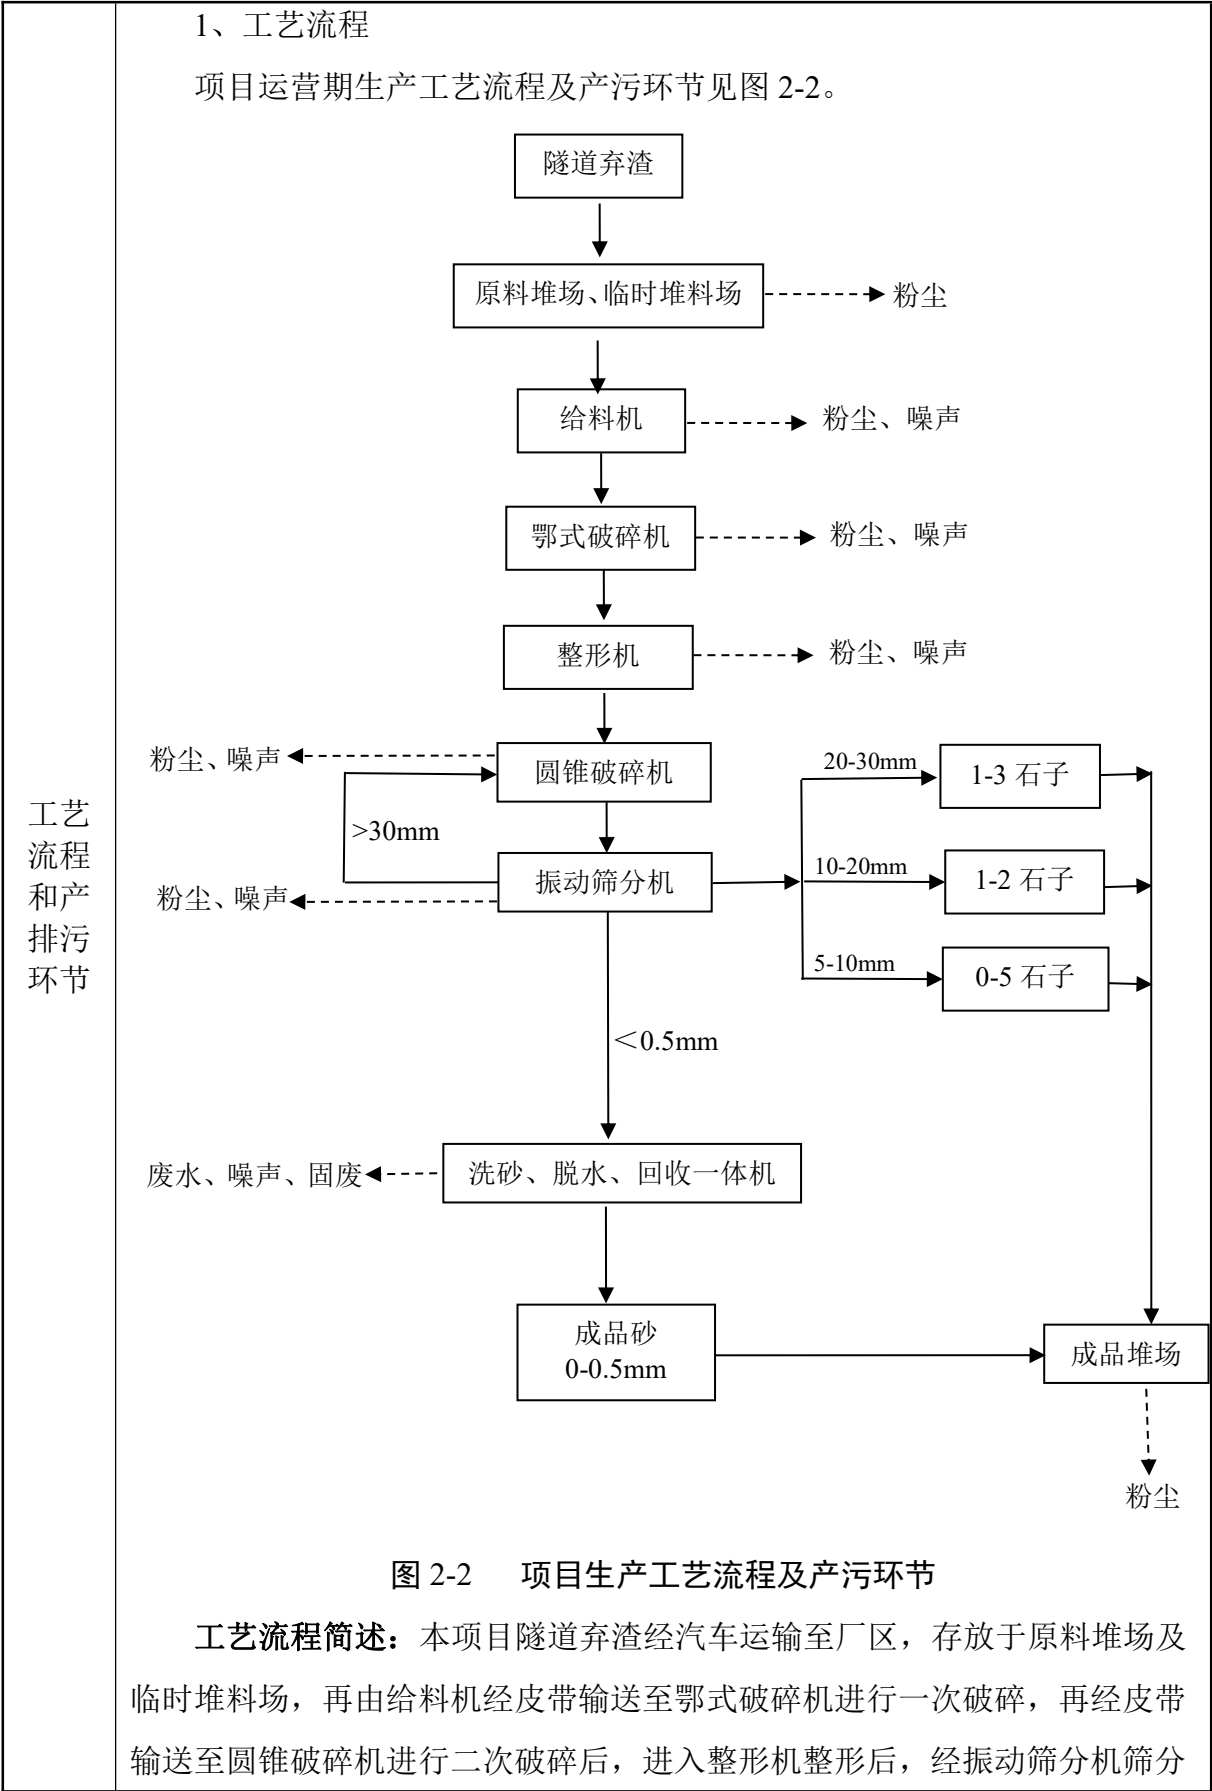 1、工艺流程
项目运营期生产工艺流程及产污环节见图 2-2。
隧道弃渣
原料堆场、临时堆料场
粉尘
给料机
粉尘、噪声
鄂式破碎机
粉尘、噪声
整形机
粉尘、噪声
粉尘、噪声
圆锥破碎机
20-30mm
1-3 石子
>30mm
粉尘、噪声
振动筛分机
10-20mm
1-2 石子
5-10mm
0-5 石子
工艺
流程
和产
排污
环节
＜0.5mm
废水、噪声、固废
洗砂、脱水、回收一体机
成品砂
0-0.5mm
成品堆场
粉尘
图 2-2 项目生产工艺流程及产污环节
工艺流程简述：本项目隧道弃渣经汽车运输至厂区，存放于原料堆场及
临时堆料场，再由给料机经皮带输送至鄂式破碎机进行一次破碎，再经皮带
输送至圆锥破碎机进行二次破碎后，进入整形机整形后，经振动筛分机筛分